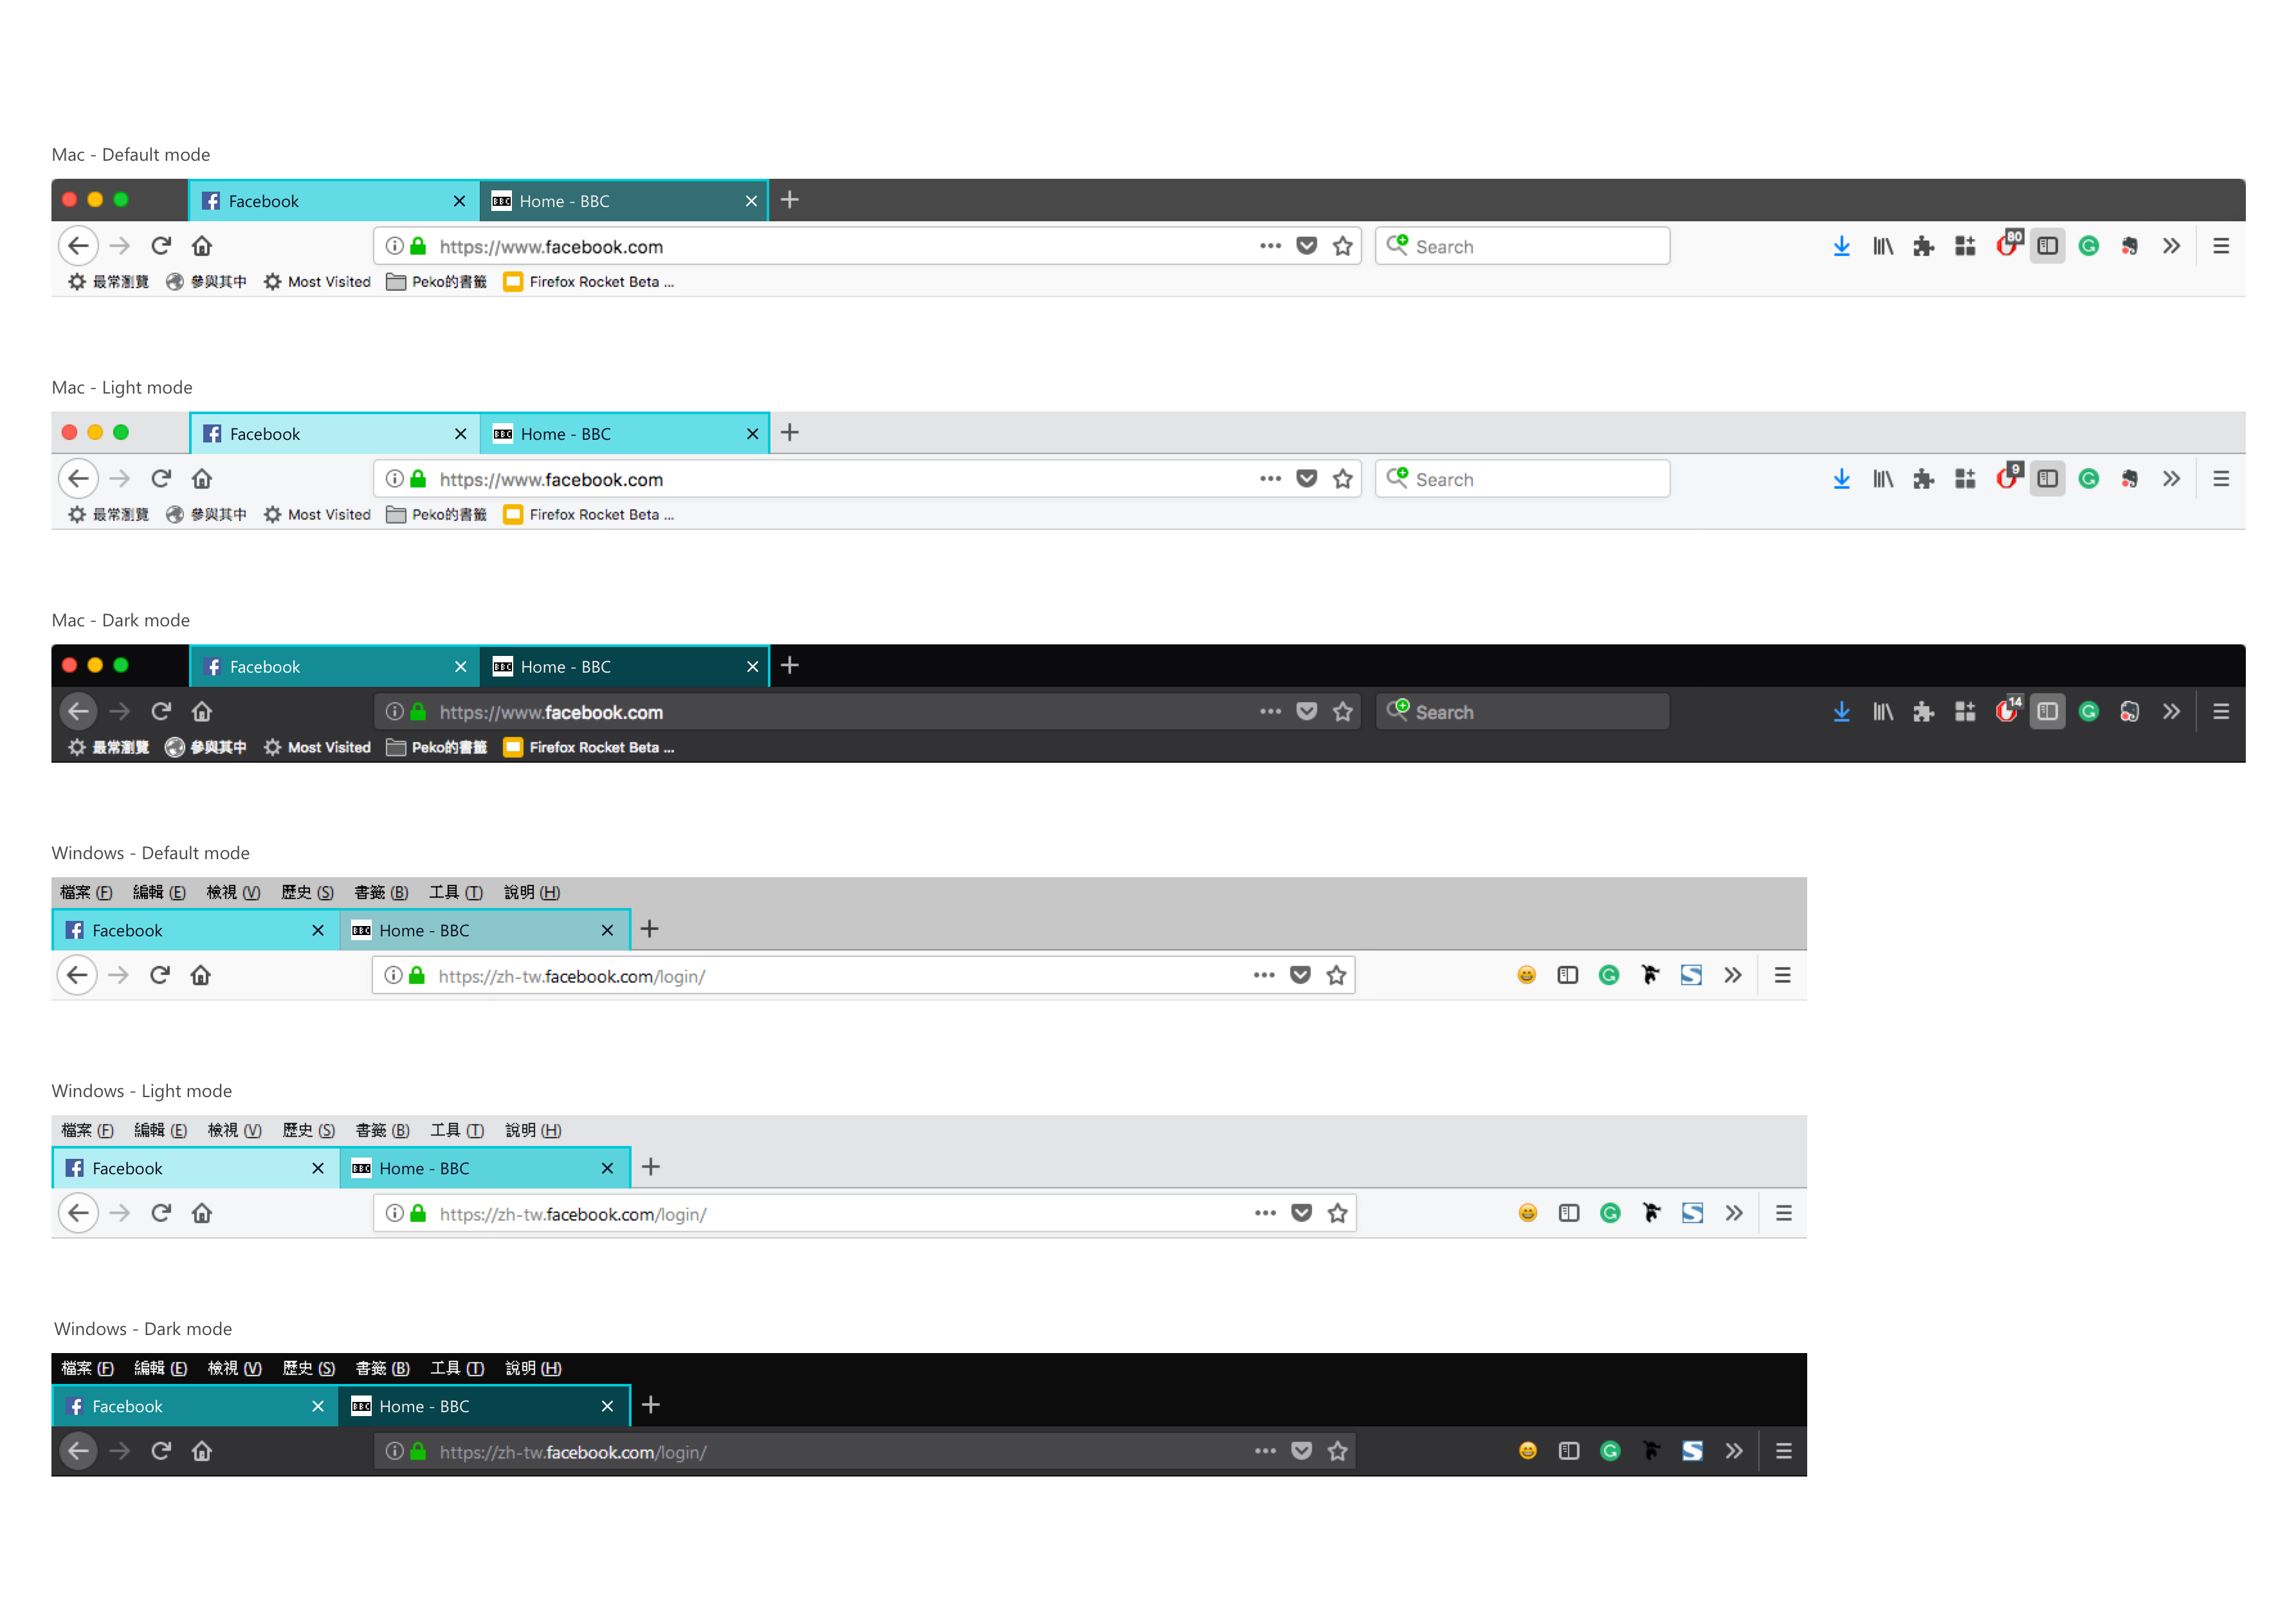 Mac - Default mode
Facebook BBC Home - BBC
https://www.facebook.com Search 80
最常瀏覽 參與其中 Most Visited Peko的書籤 Firefox Rocket Beta ...
Mac - Light mode
Facebook BBC Home - BBC
https://www.facebook.com Search 9
最常瀏覽 參與其中 Most Visited Peko的書籤 Firefox Rocket Beta ...
Mac - Dark mode
Facebook BBC Home - BBC
https://www.facebook.com Search 14
最常瀏覽 參與其中 Most Visited Peko的書籤 Firefox Rocket Beta ...
Windows - Default mode
檔案 (F) 編輯 (E) 檢視 (V) 歷史 (S) 書籤 (B) 工具 (T) 說明 (H)
Facebook BBC Home - BBC
https://zh-tw.facebook.com/login/
Windows - Light mode
檔案 (F) 編輯 (E) 檢視 (V) 歷史 (S) 書籤 (B) 工具 (T) 說明 (H)
Facebook BBC Home - BBC
https://zh-tw.facebook.com/login/
Windows - Dark mode
檔案 (F) 編輯 (E) 檢視 (V) 歷史 (S) 書籤 (B) 工具 (T) 說明 (H)
Facebook BBC Home - BBC
https://zh-tw.facebook.com/login/